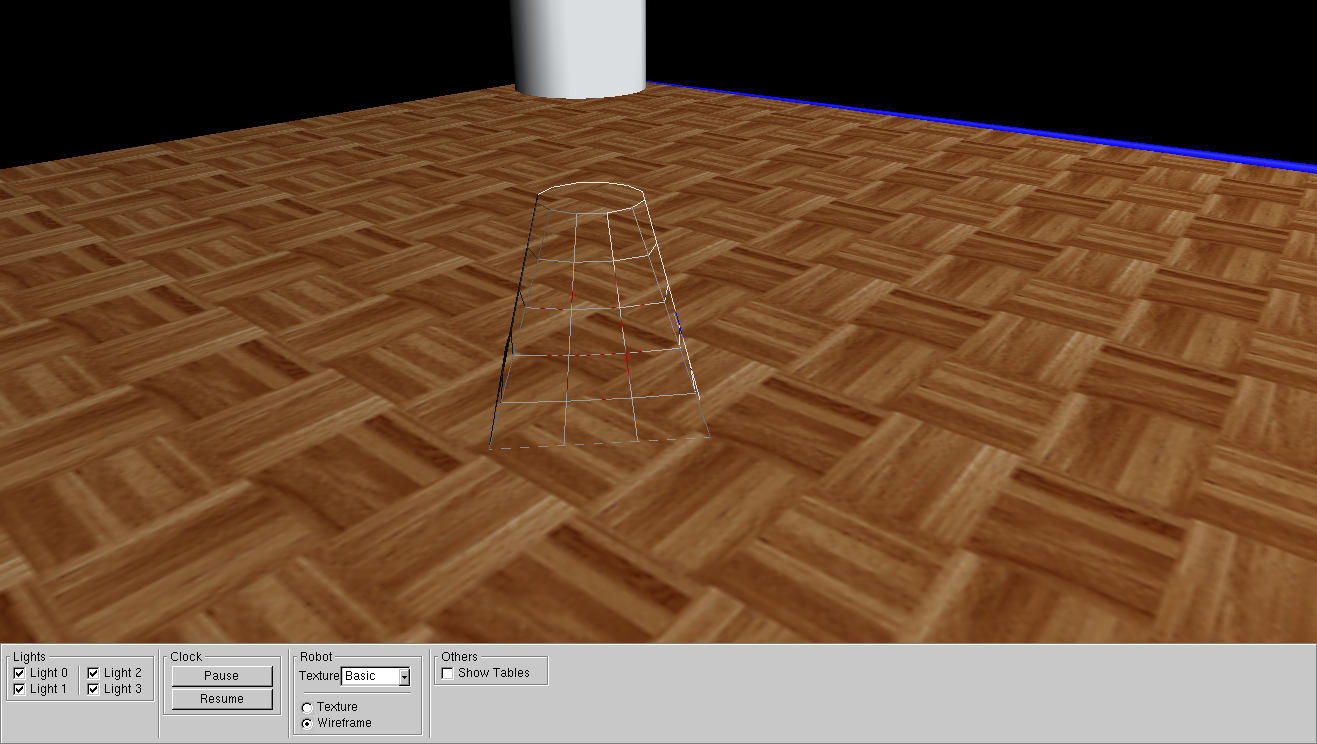 Lights
Light 0
Light 2
Light 1
Light 3
Clock
Pause
Resume
Robot
Texture Basic
Texture
Wireframe
Others
Show Tables